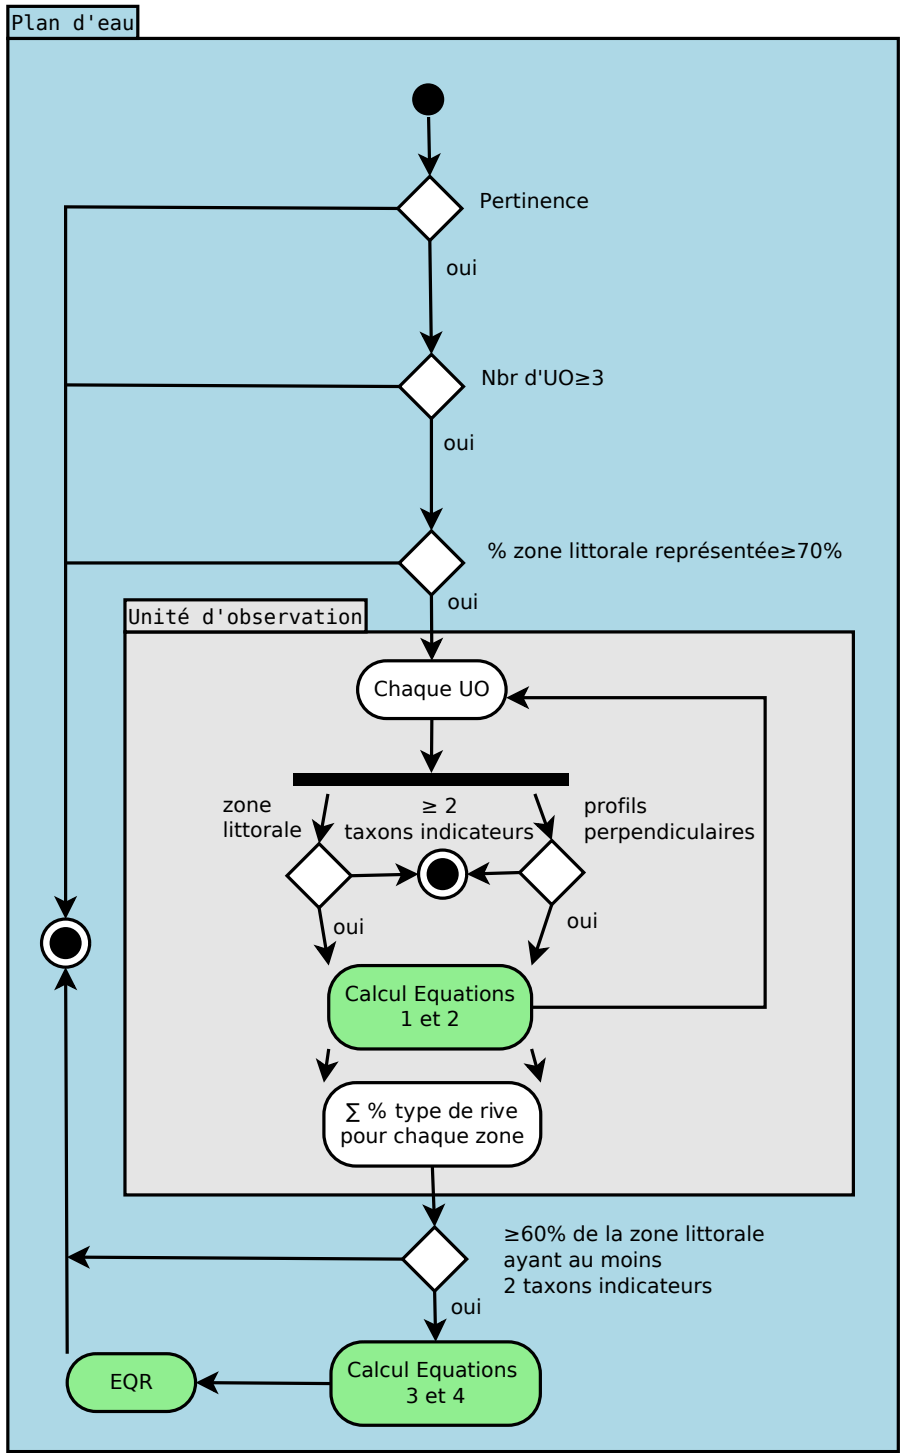 Plan d'eau
Pertinence
oui
Nbr d'UO≥3
oui
% zone littorale représentée≥70%
oui
Unité d'observation
Chaque UO
zone
littorale
≥ 2
taxons indicateurs
profils
perpendiculaires
oui
oui
Calcul Equations
1 et 2
∑ % type de rive
pour chaque zone
≥60% de la zone littorale
ayant au moins
2 taxons indicateurs
oui
Calcul Equations
3 et 4
EQR